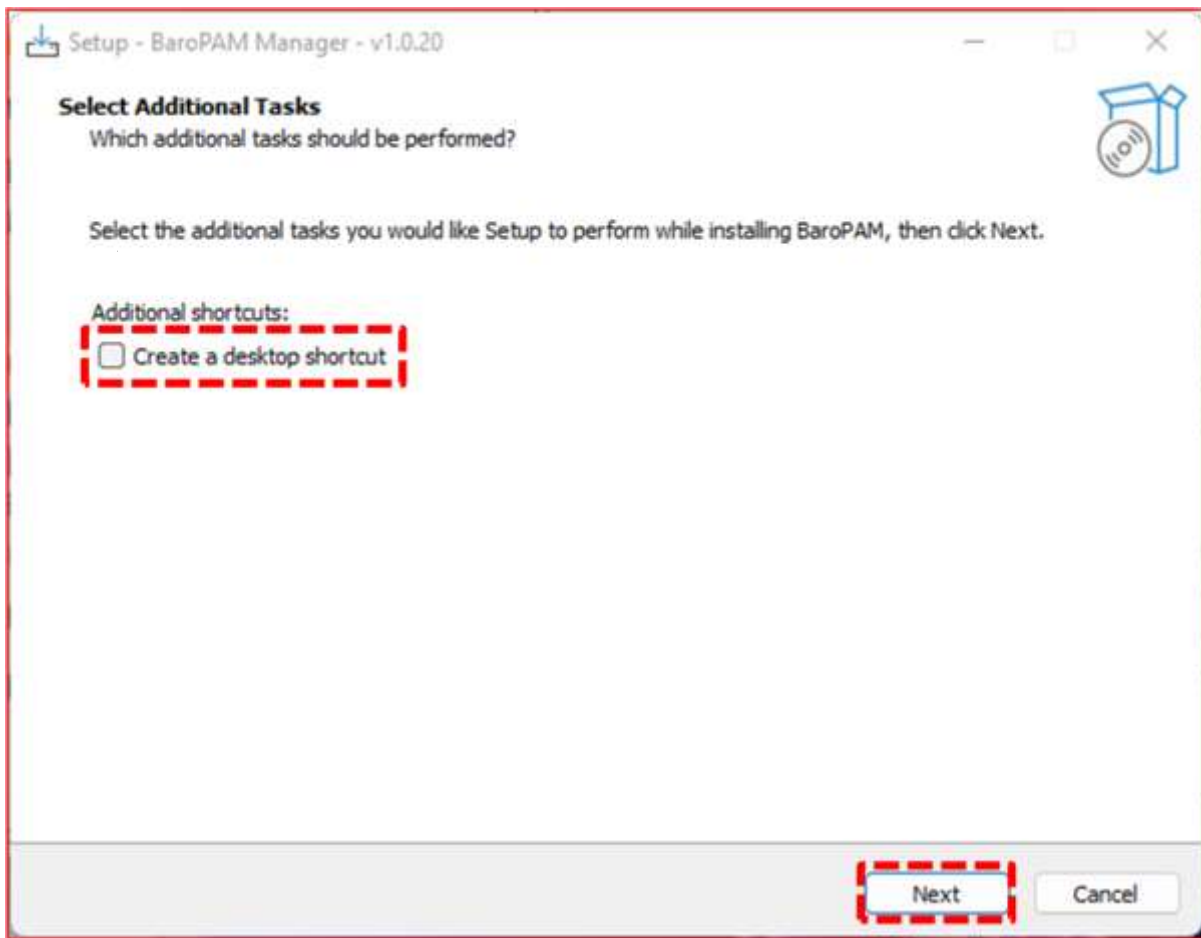 Setup - BaroPAM Manager - v1.0.20
Select Additional Tasks
Which additional tasks should be performed?
Select the additional tasks you would like Setup to perform while installing BaroPAM, then click Next.
Additional shortcuts:
Create a desktop shortcut
Next
Cancel